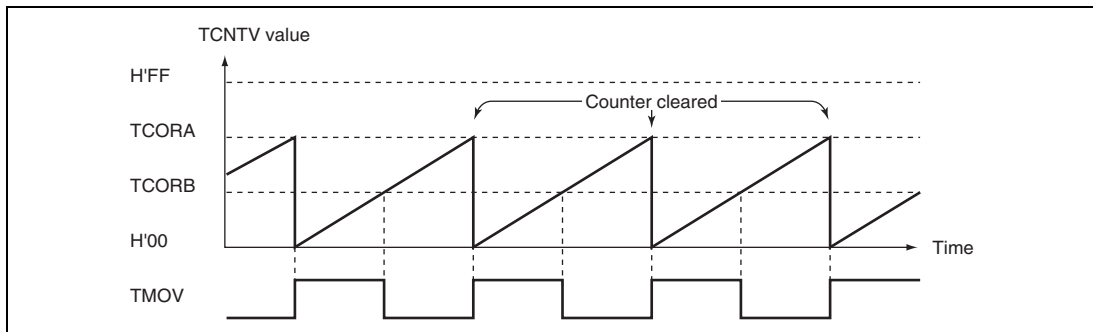 TCNTV value
H'FF
Counter cleared
TCORA
TCORB
H'00
Time
TMOV